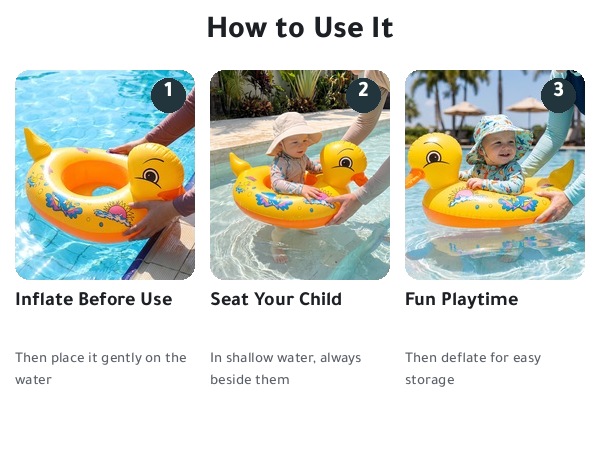 How to Use It
1
2
3
Inflate Before Use
Seat Your Child
Fun Playtime
Then place it gently on the
water
In shallow water, always
beside them
Then deflate for easy
storage